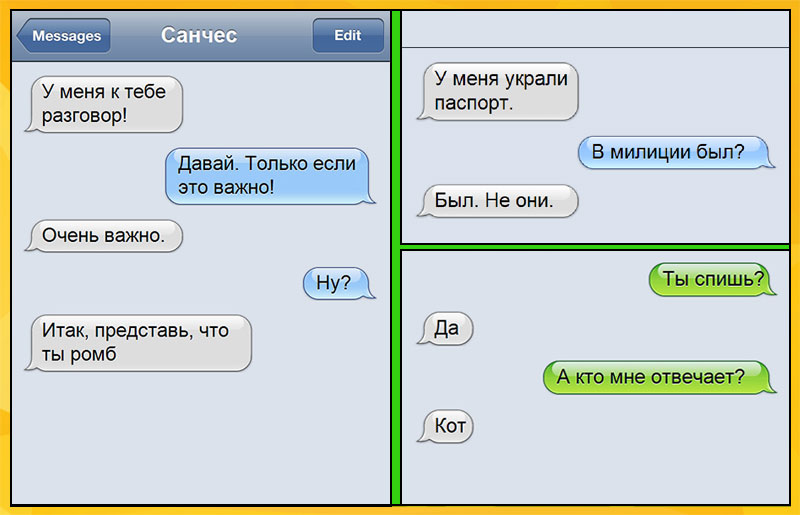 Messages
Санчес
Edit
У меня к тебе
разговор!
Давай. Только если
это важно!
Очень важно.
Ну?
Итак, представь, что
ты ромб
У меня украли
паспорт.
В милиции был?
Был. Не они.
Ты спишь?
Да
А кто мне отвечает?
Кот